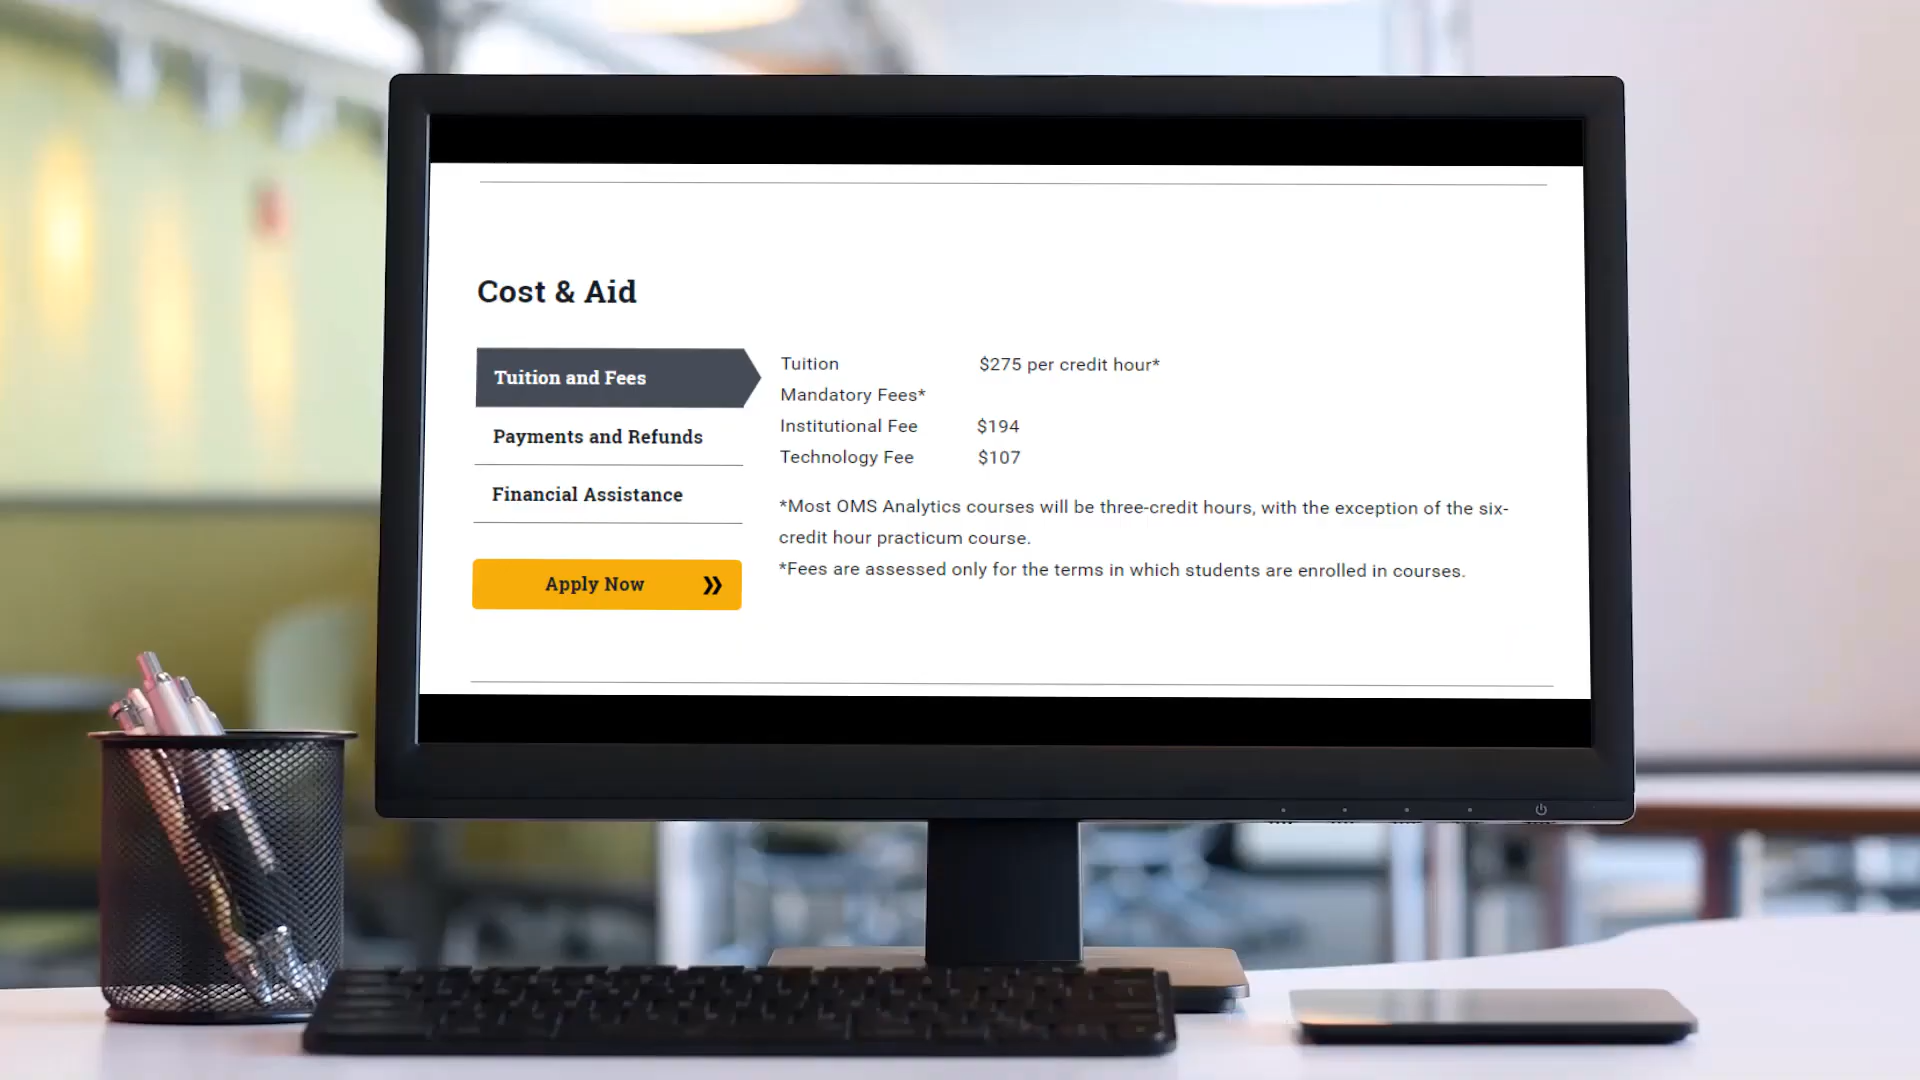 Cost & Aid
Tuition and Fees
Payments and Refunds
Financial Assistance
Apply Now
Tuition $275 per credit hour*
Mandatory Fees*
Institutional Fee $194
Technology Fee $107
*Most OMS Analytics courses will be three-credit hours, with the exception of the six-
credit hour practicum course.
*Fees are assessed only for the terms in which students are enrolled in courses.